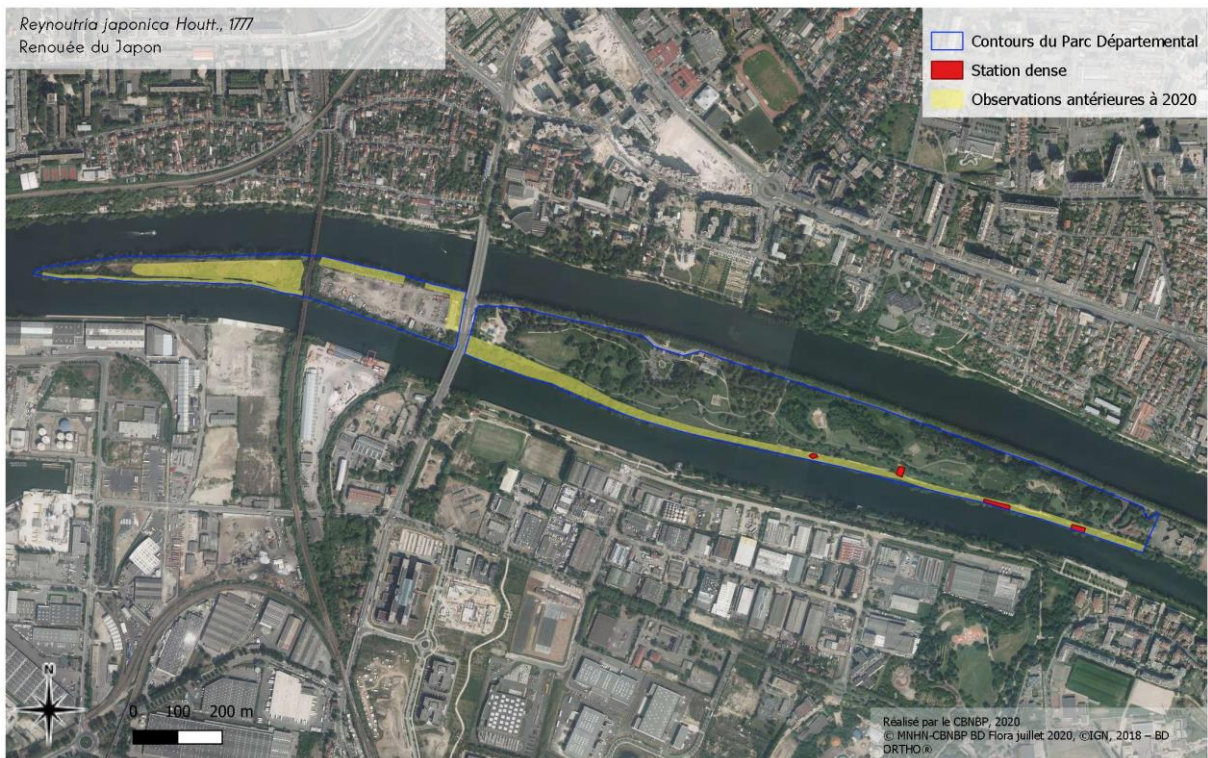 Reynoutria japonica Houtt., 1777
Renouée du Japon
Contours du Parc Départemental
Station dense
Observations antérieures à 2020
N
0 100 200 m
Réalisé par le CBNBP, 2020
© MNHN-CBNBP BD Flora juillet 2020, ©IGN, 2018 – BD
ORTHO®